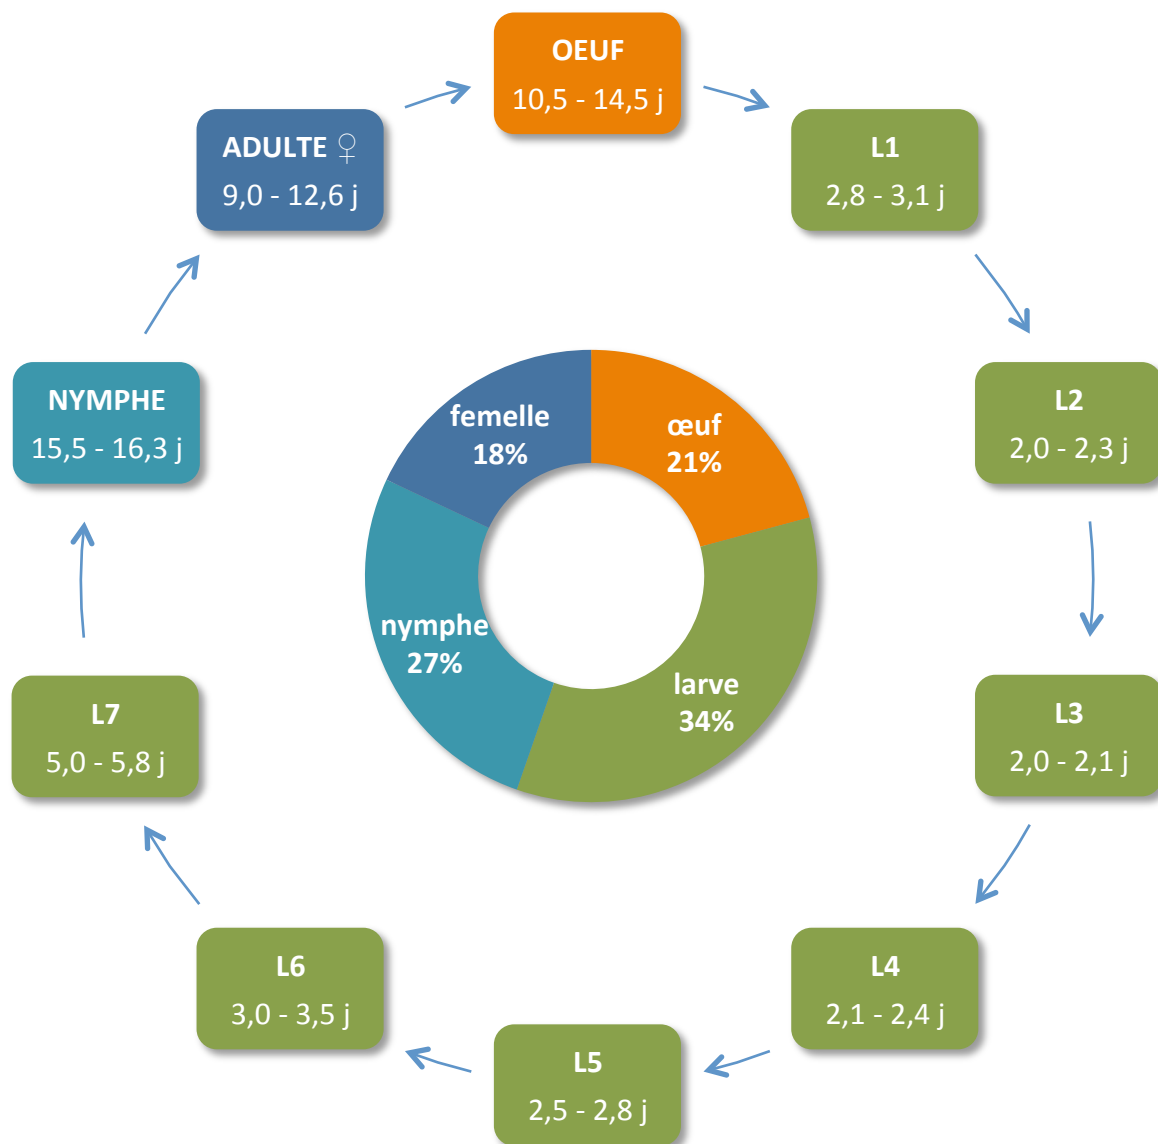 OEUF
10,5 - 14,5 j
L1
2,8 - 3,1 j
L2
2,0 - 2,3 j
L3
2,0 - 2,1 j
L4
2,1 - 2,4 j
L5
2,5 - 2,8 j
L6
3,0 - 3,5 j
L7
5,0 - 5,8 j
NYMPHE
15,5 - 16,3 j
ADULTE ♀
9,0 - 12,6 j
œuf
21%
larve
34%
nymphe
27%
femelle
18%